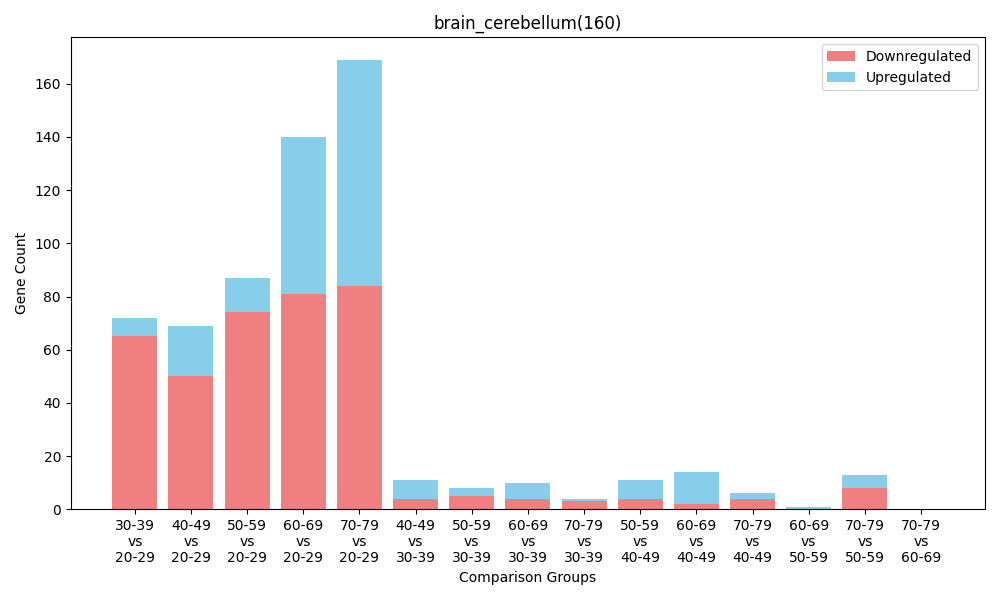 brain_cerebellum(160)
Downregulated
Upregulated
Gene Count
160
140
120
100
80
60
40
20
0
30-39
vs
20-29
40-49
vs
20-29
50-59
vs
20-29
60-69
vs
20-29
70-79
vs
20-29
40-49
vs
30-39
50-59
vs
30-39
60-69
vs
30-39
70-79
vs
30-39
50-59
vs
40-49
60-69
vs
40-49
70-79
vs
40-49
60-69
vs
50-59
70-79
vs
50-59
70-79
vs
60-69
Comparison Groups